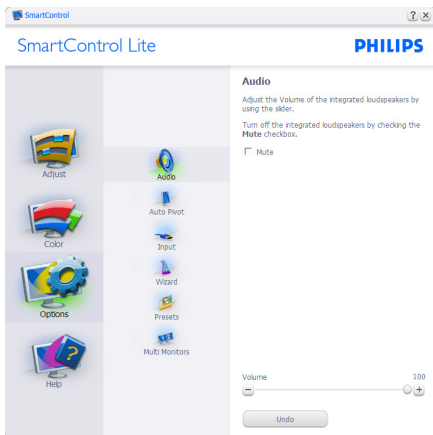 SmartControl
SmartControl Lite
PHILIPS
Adjust
Color
Options
Help
Audio
Auto Pivot
Input
Wizard
Presets
Multi Monitors
Audio
Adjust the Volume of the integrated loudspeakers by
using the slider.
Turn off the integrated loudspeakers by checking the
Mute checkbox.
Mute
Volume 100
Undo